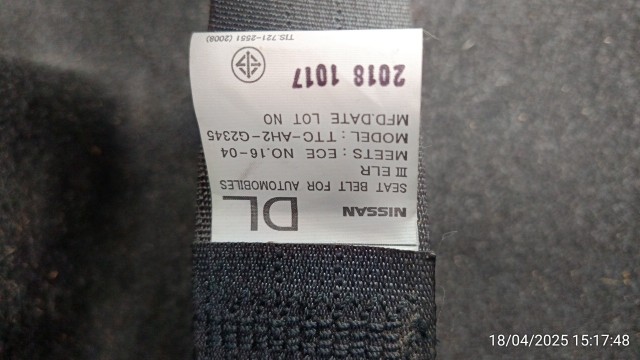 NISSAN DL
SEAT BELT FOR AUTOMOBILES
III ELR
MEETS : ECE NO.16-04
MODEL : TTC-AH2-G2345
MFD.DATE LOT NO
2018 1017
TIS.721-2551 (2008)
18/04/2025 15:17:48